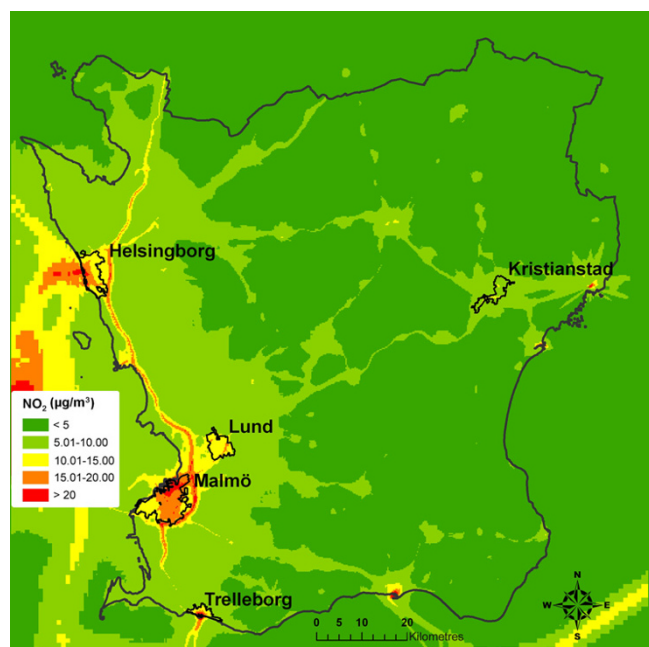 Helsingborg
Kristianstad
NO₂ (µg/m³)
< 5
5.01-10.00
10.01-15.00
15.01-20.00
> 20
Lund
Malmö
Trelleborg
N
W E
S
0 5 10 20
Kilometres